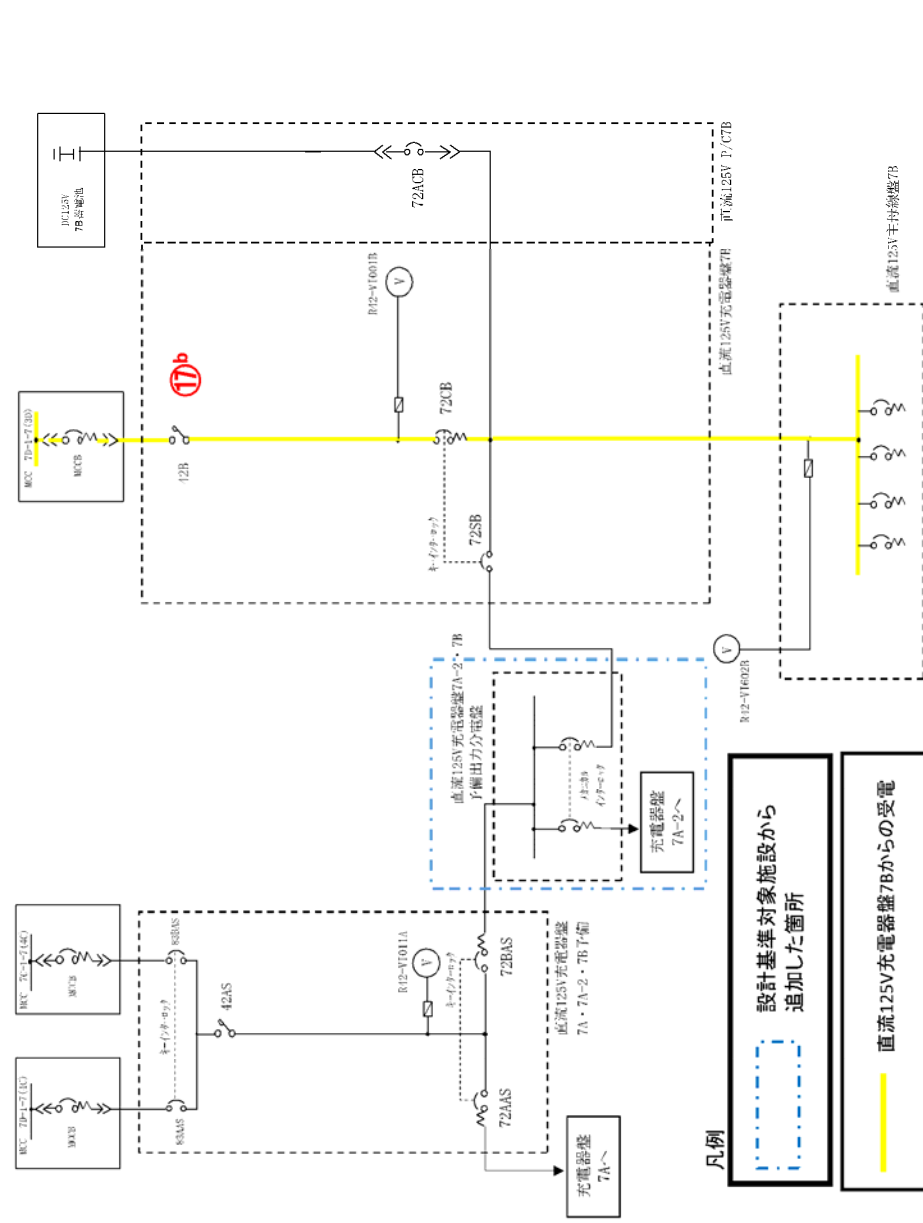 DC125V
7B蓄電池
72ACB
直流125V P/C7B
MCC 7D-1-7(3D)
MCCB
⑰b
42B
R42-VI001B
V
72CB
キーインターロック
72SB
直流125V充電器盤7B
直流125V主母線盤7B
R42-VI602B
V
直流125V充電器盤7A-2・7B
予備出力分電盤
メカニカル
インターロック
充電器盤
7A-2へ
MCC 7C-1-7(4C)
MCCB
MCCB
83BAS
キーインターロック
83AAS
42AS
R42-VI011A
V
キーインターロック
72BAS
72AAS
直流125V充電器盤
7A・7A-2・7B予備
充電器盤
7Aへ
凡例
設計基準対象施設から
追加した箇所
直流125V充電器盤7Bからの受電